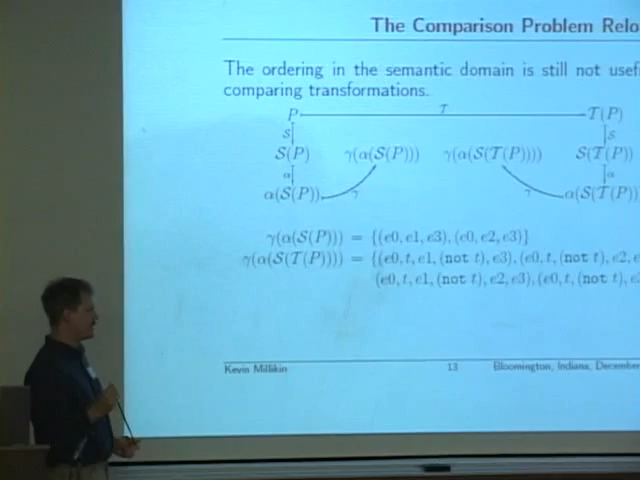 The Comparison Problem Relo
The ordering in the semantic domain is still not usef
comparing transformations.
P T T(P)
S S
S(P) γ(α(S(P))) γ(α(S(T(P)))) S(T(P))
α α
α(S(P)) γ γ α(S(T(P))
γ(α(S(P))) = {(e0, e1, e3), (e0, e2, e3)}
γ(α(S(T(P)))) = {(e0, t, e1, (not t), e3), (e0, t, (not t), e2, e
(e0, t, e1, (not t), e2, e3), (e0, t, (not t), e
Kevin Millikin 13 Bloomington, Indiana, December